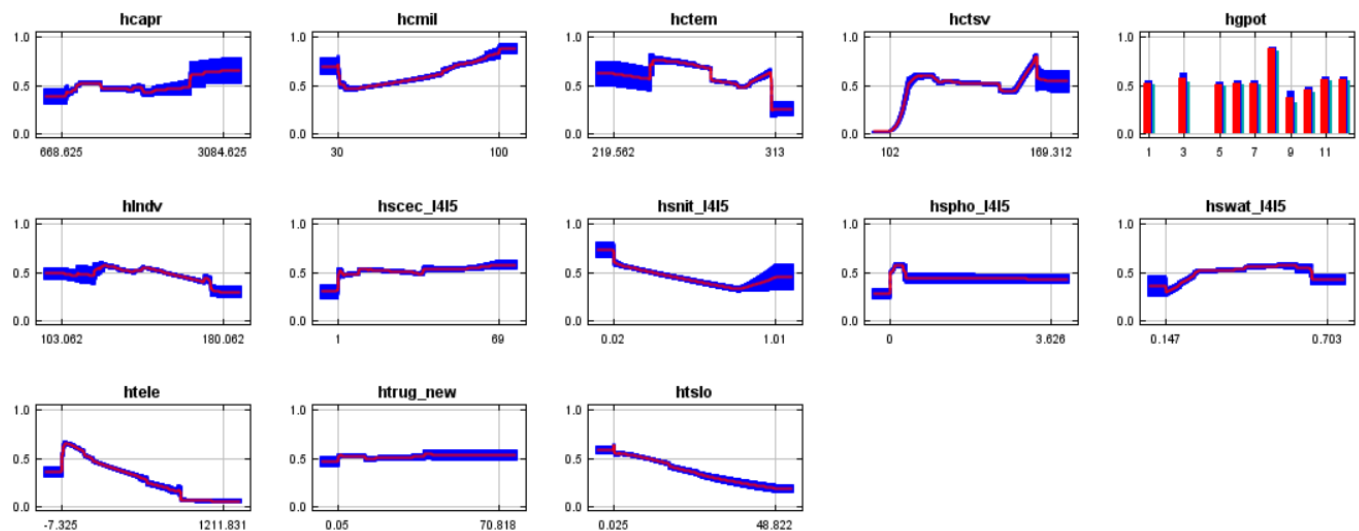 hcapr hcmil hctem hctsv hgpot
1.0 1.0 1.0 1.0 1.0
0.5 0.5 0.5 0.5 0.5
0.0 0.0 0.0 0.0 0.0
668.625 3084.625 30 100 219.562 313 102 169.312 1 3 5 7 9 11
hlndv hscec_l4l5 hsnit_l4l5 hspho_l4l5 hswat_l4l5
1.0 1.0 1.0 1.0 1.0
0.5 0.5 0.5 0.5 0.5
0.0 0.0 0.0 0.0 0.0
103.062 180.062 1 69 0.02 1.01 0 3.626 0.147 0.703
htele htrug_new htslo
1.0 1.0 1.0
0.5 0.5 0.5
0.0 0.0 0.0
-7.325 1211.831 0.05 70.818 0.025 48.822